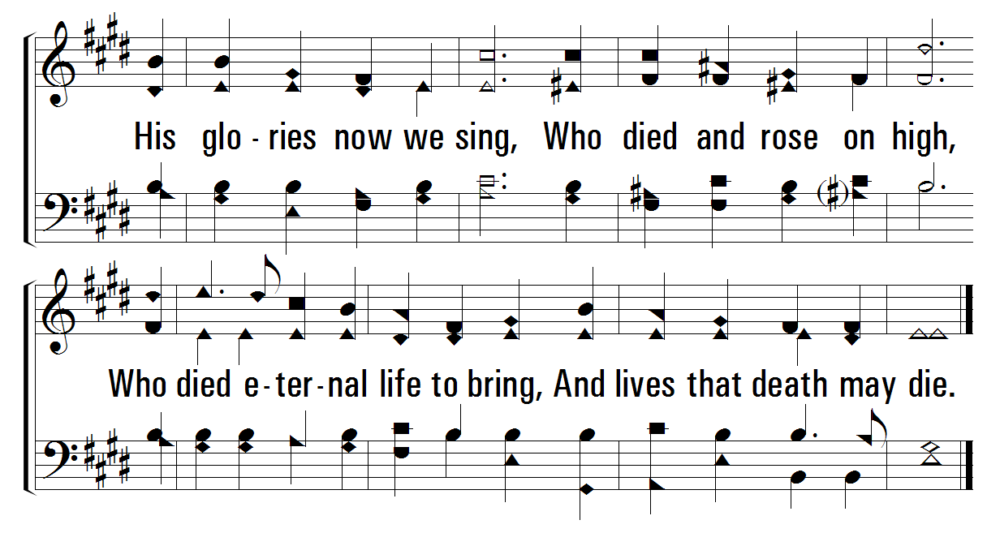 His glo - ries now we sing, Who died and rose on high,
Who died e - ter - nal life to bring, And lives that death may die.